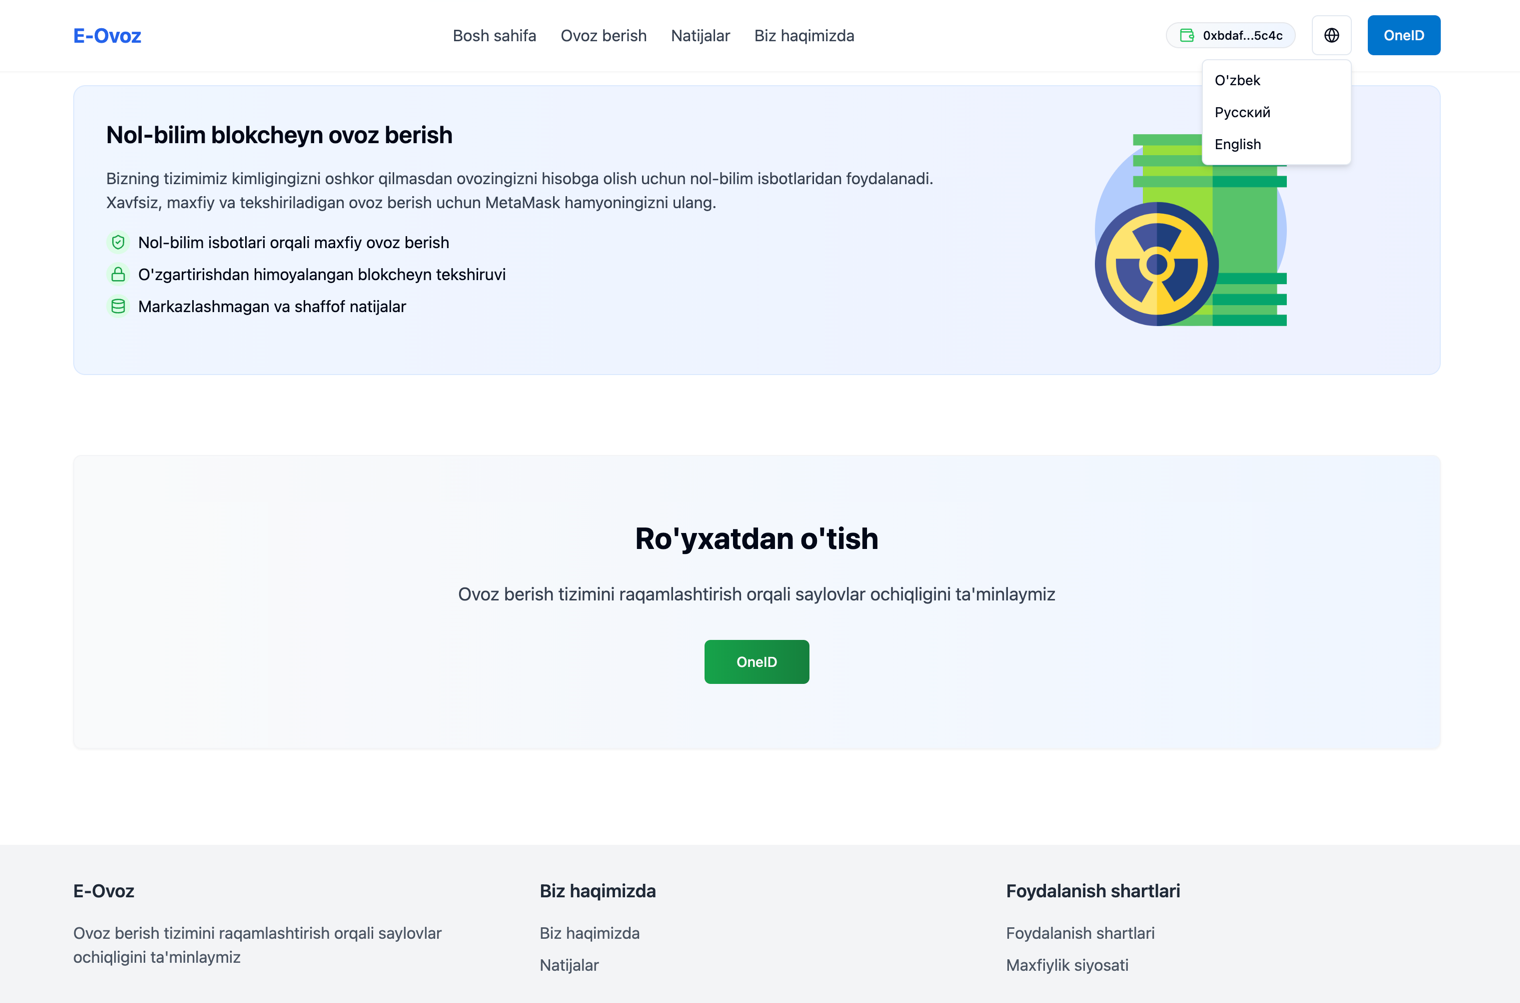 E-Ovoz
Bosh sahifa
Ovoz berish
Natijalar
Biz haqimizda
0xbdaf...5c4c
OneID
O'zbek
Русский
English
Nol-bilim blokcheyn ovoz berish
Bizning tizimimiz kimligingizni oshkor qilmasdan ovozingizni hisobga olish uchun nol-bilim isbotlaridan foydalanadi.
Xavfsiz, maxfiy va tekshiriladigan ovoz berish uchun MetaMask hamyoningizni ulang.
Nol-bilim isbotlari orqali maxfiy ovoz berish
O'zgartirishdan himoyalangan blokcheyn tekshiruvi
Markazlashmagan va shaffof natijalar
Ro'yxatdan o'tish
Ovoz berish tizimini raqamlashtirish orqali saylovlar ochiqligini ta'minlaymiz
OneID
E-Ovoz
Ovoz berish tizimini raqamlashtirish orqali saylovlar
ochiqligini ta'minlaymiz
Biz haqimizda
Biz haqimizda
Natijalar
Foydalanish shartlari
Foydalanish shartlari
Maxfiylik siyosati